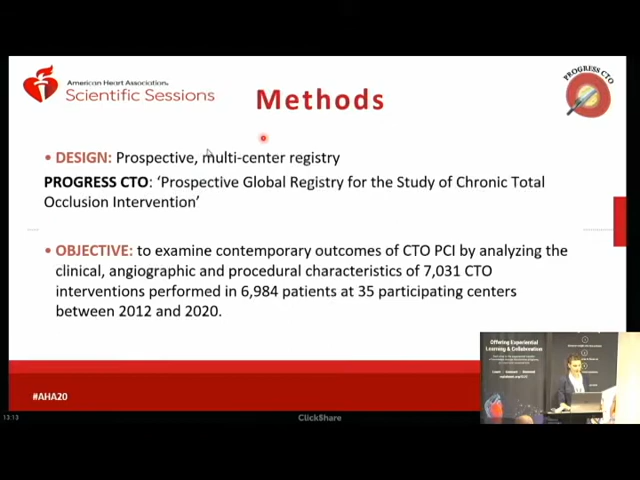 American Heart Association.
Scientific Sessions
Methods
PROGRESS CTO
• DESIGN: Prospective, multi-center registry
PROGRESS CTO: ‘Prospective Global Registry for the Study of Chronic Total
Occlusion Intervention’
• OBJECTIVE: to examine contemporary outcomes of CTO PCI by analyzing the
clinical, angiographic and procedural characteristics of 7,031 CTO
interventions performed in 6,984 patients at 35 participating centers
between 2012 and 2020.
Offering Experiential
Learning & Collaboration
#AHA20
13:13
ClickShare